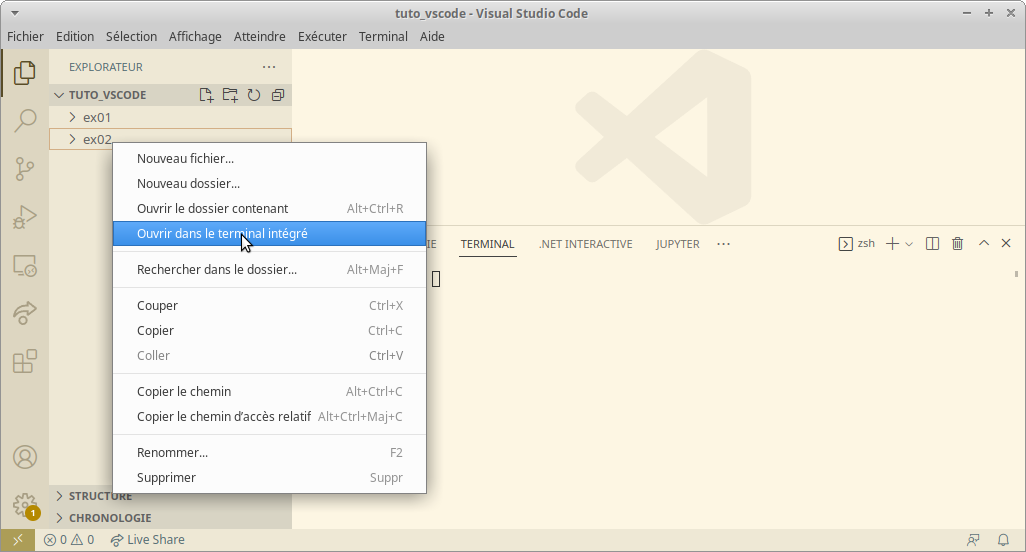 tuto_vscode - Visual Studio Code
Fichier Edition Sélection Affichage Atteindre Exécuter Terminal Aide
EXPLORATEUR
TUTO_VSCODE
ex01
ex02
Nouveau fichier...
Nouveau dossier...
Ouvrir le dossier contenant Alt+Ctrl+R
Ouvrir dans le terminal intégré
Rechercher dans le dossier... Alt+Maj+F
Couper Ctrl+X
Copier Ctrl+C
Coller Ctrl+V
Copier le chemin Alt+Ctrl+C
Copier le chemin d’accès relatif Alt+Ctrl+Maj+C
Renommer... F2
Supprimer Suppr
IE TERMINAL .NET INTERACTIVE JUPYTER zsh
STRUCTURE
CHRONOLOGIE
1
0 0 Live Share